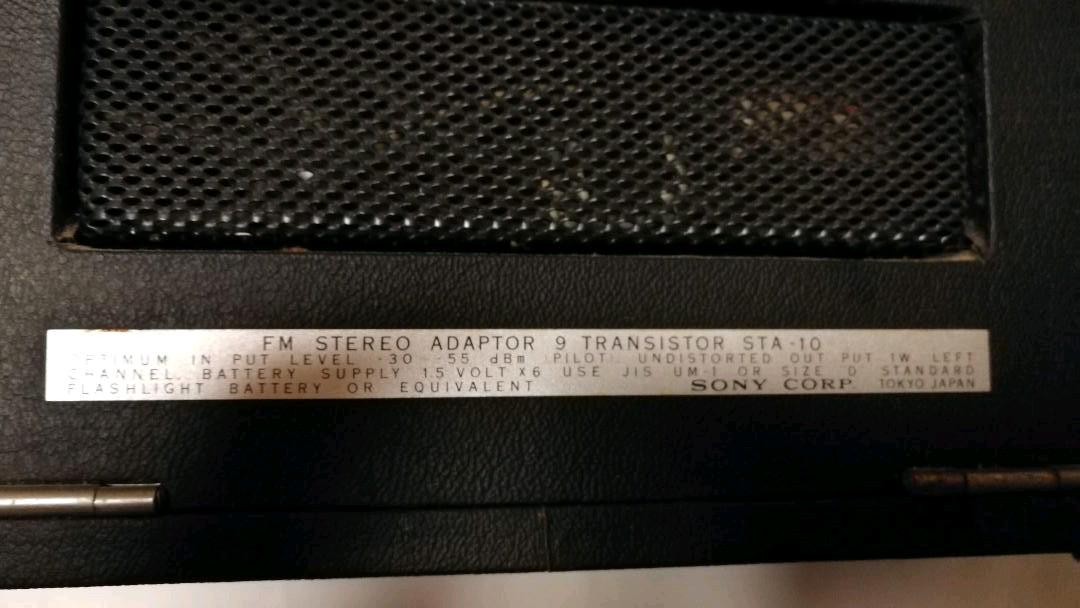 FM STEREO ADAPTOR 9 TRANSISTOR STA-10
OPTIMUM IN PUT LEVEL -30 -55 dBm (PILOT) UNDISTORTED OUT PUT 1W LEFT
CHANNEL. BATTERY SUPPLY 1.5 VOLT X6 USE JIS UM-1 OR SIZE D STANDARD
FLASHLIGHT BATTERY OR EQUIVALENT SONY CORP TOKYO JAPAN